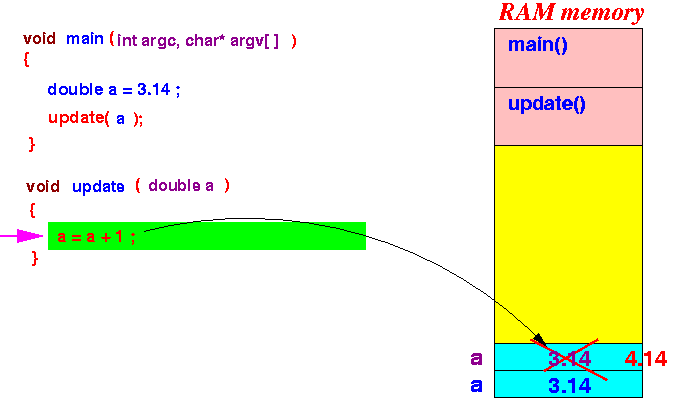 RAM memory
void main ( int argc, char* argv[ ] )
{
double a = 3.14 ;
update( a );
}
void update ( double a )
{
a = a + 1 ;
}
main()
update()
a 3.14 4.14
a 3.14